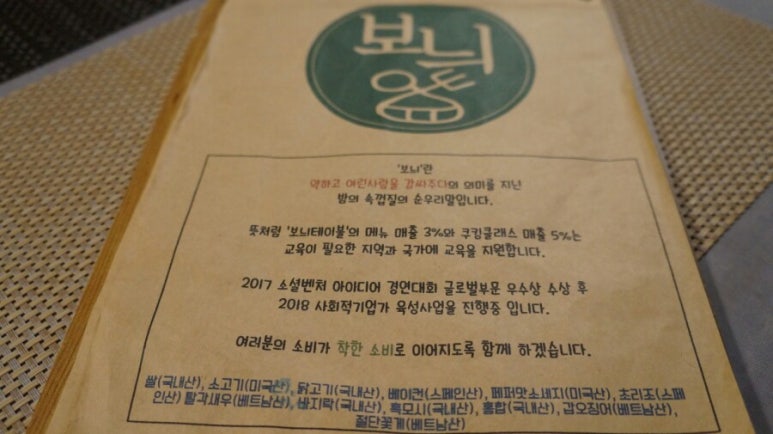 보늬
'보늬'란
약하고 여린사람을 감싸주다의 의미를 지닌
밤의 속껍질의 순우리말입니다.
뜻처럼 '보늬테이블'의 메뉴 매출 3%와 쿠킹클래스 매출 5%는
교육이 필요한 지역과 국가에 교육을 지원합니다.
2017 소셜벤처 아이디어 경연대회 글로벌부문 우수상 수상 후
2018 사회적기업가 육성사업을 진행중 입니다.
여러분의 소비가 착한 소비로 이어지도록 함께 하겠습니다.
쌀(국내산), 소고기(미국산), 닭고기(국내산), 베이컨(스페인산), 페퍼맛소세지(미국산), 초리조(스페
인산) 탈각새우(베트남산), 바지락(국내산), 흑모시(국내산), 홍합(국내산), 갑오징어(베트남산),
절단꽃게(베트남산)